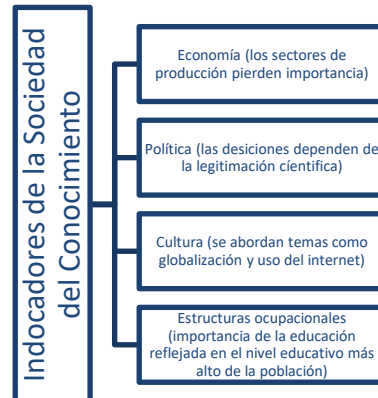 Indocadores de la Sociedad
del Conocimiento
Economía (los sectores de
producción pierden importancia)
Política (las desiciones dependen de
la legitimación científica)
Cultura (se abordan temas como
globalización y uso del internet)
Estructuras ocupacionales
(importancia de la educación
reflejada en el nivel educativo más
alto de la población)